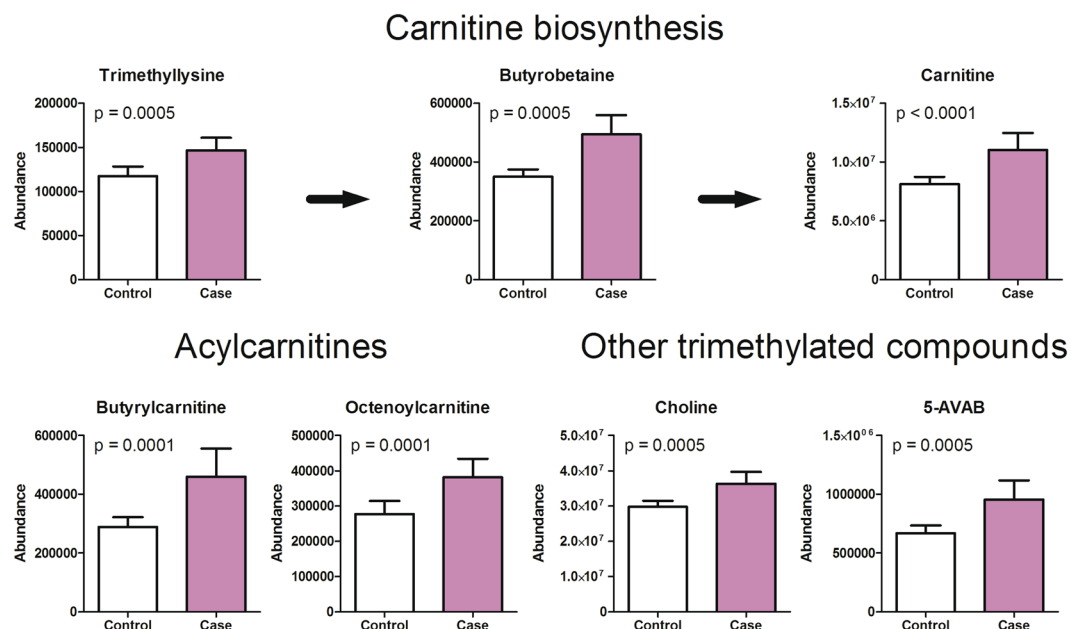 Carnitine biosynthesis
Trimethyllysine
Butyrobetaine
Carnitine
200000
150000
100000
50000
0
Abundance
p = 0.0005
Control
Case
600000
400000
200000
0
Abundance
p = 0.0005
Control
Case
1.5×10⁷
1.0×10⁷
5.0×10⁶
0
Abundance
p < 0.0001
Control
Case
Acylcarnitines
Other trimethylated compounds
Butyrylcarnitine
Octenoylcarnitine
Choline
5-AVAB
600000
400000
200000
0
Abundance
p = 0.0001
Control
Case
500000
400000
300000
200000
100000
0
Abundance
p = 0.0001
Control
Case
5.0×10⁷
4.0×10⁷
3.0×10⁷
2.0×10⁷
1.0×10⁷
0
Abundance
p = 0.0005
Control
Case
1.5×10⁰⁶
1000000
500000
0
Abundance
p = 0.0005
Control
Case